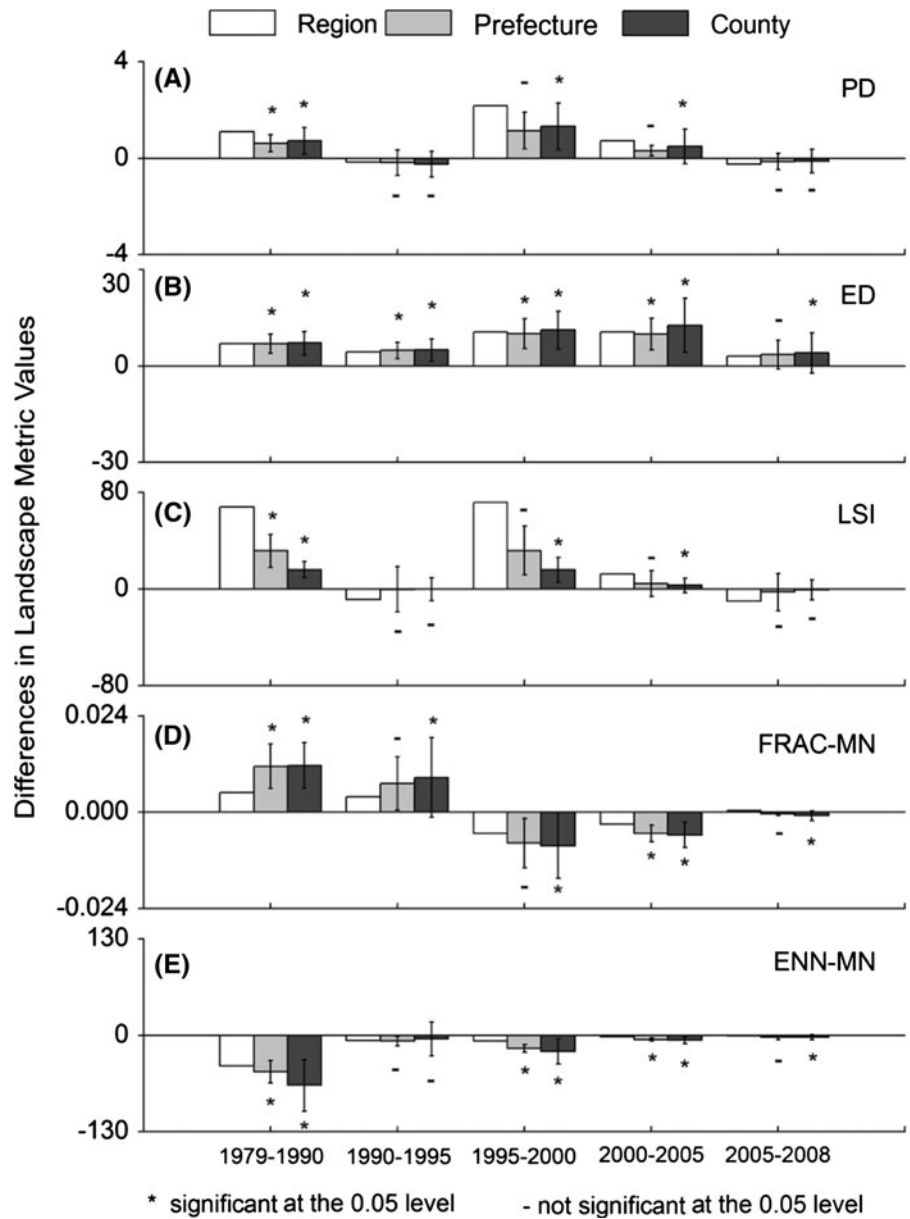 Region Prefecture County
Differences in Landscape Metric Values
4
(A)
* * - * - * PD
0
- - - -
-4
30
(B)
* * * * * * * * - * ED
0
-30
80
(C)
* * - * - * LSI
0
- - - -
-80
0.024
(D)
* * - * FRAC-MN
0.000
- * * * - *
-0.024
130
(E)
ENN-MN
0
* * - - * * * * - *
-130
1979-1990 1990-1995 1995-2000 2000-2005 2005-2008
* significant at the 0.05 level - not significant at the 0.05 level